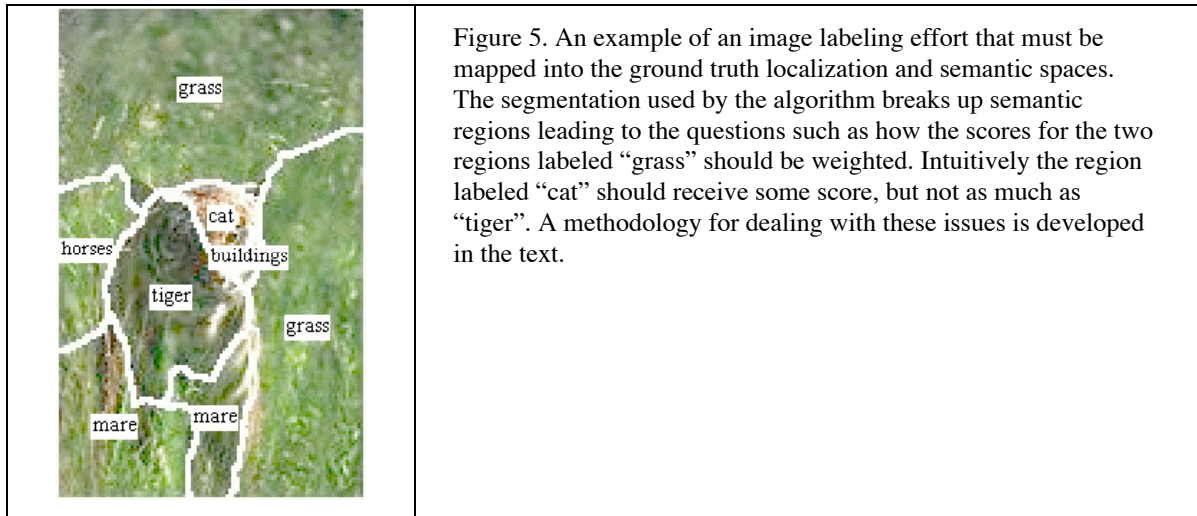 grass
cat
horses
buildings
tiger
grass
mare
mare
Figure 5. An example of an image labeling effort that must be
mapped into the ground truth localization and semantic spaces.
The segmentation used by the algorithm breaks up semantic
regions leading to the questions such as how the scores for the two
regions labeled “grass” should be weighted. Intuitively the region
labeled “cat” should receive some score, but not as much as
“tiger”. A methodology for dealing with these issues is developed
in the text.